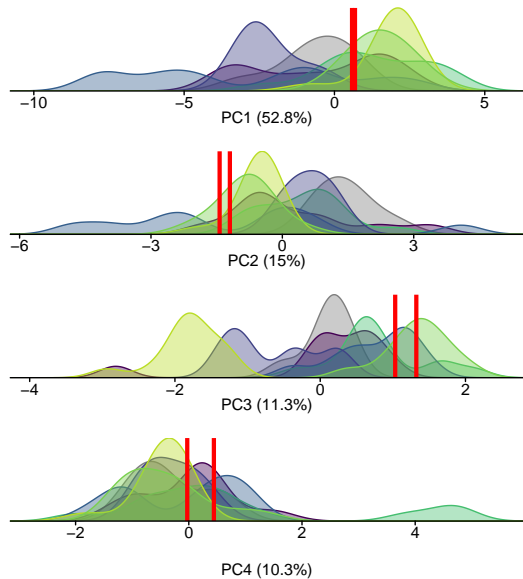 −10 −5 0 5
PC1 (52.8%)
−6 −3 0 3
PC2 (15%)
−4 −2 0 2
PC3 (11.3%)
−2 0 2 4
PC4 (10.3%)